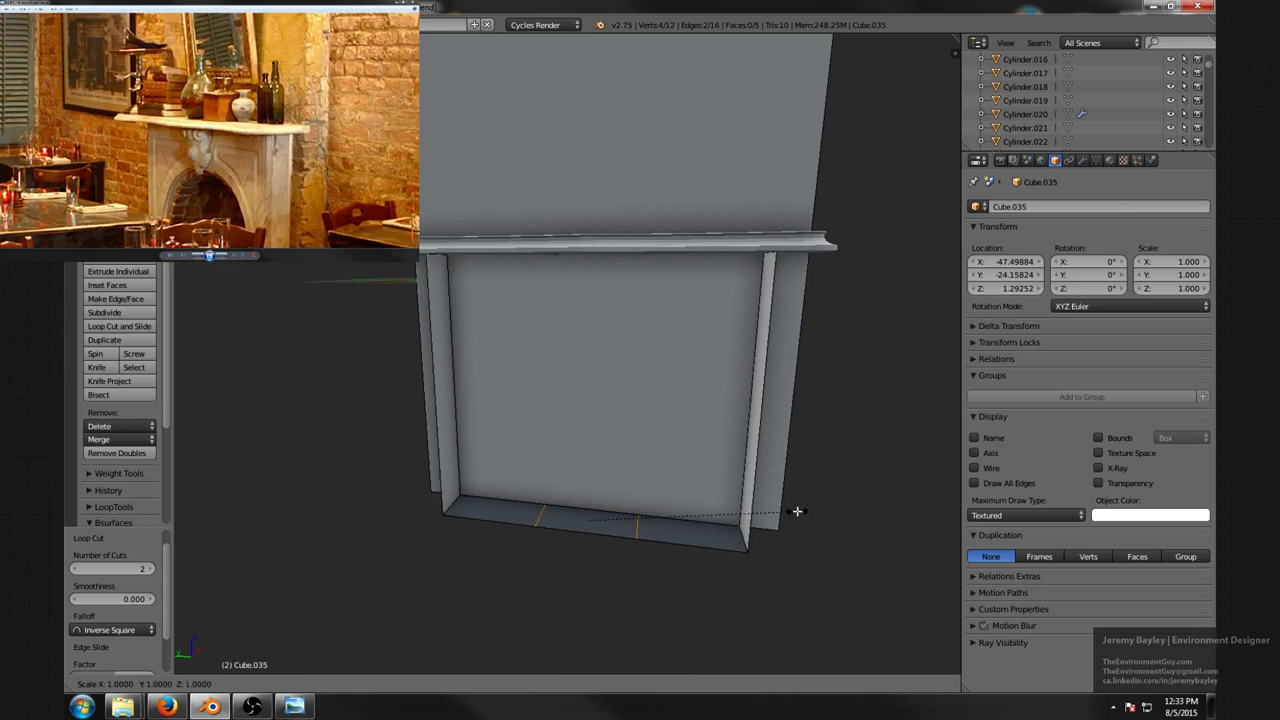 end]
Cycles Render
v2.75 | Verts:4/12 | Edges:2/16 | Faces:0/5 | Tris:10 | Mem:248.25M | Cube.035
View Search All Scenes
Cylinder.016
Cylinder.017
Cylinder.018
Cylinder.019
Cylinder.020
Cylinder.021
Cylinder.022
Cube.035
Cube.035
Transform
Location: Rotation: Scale:
X: -47.49884 X: 0° X: 1.000
Y: -24.15824 Y: 0° Y: 1.000
Z: 1.29252 Z: 0° Z: 1.000
Rotation Mode: XYZ Euler
Delta Transform
Transform Locks
Relations
Groups
Add to Group
Display
Name Bounds Box
Axis Texture Space
Wire X-Ray
Draw All Edges Transparency
Maximum Draw Type: Object Color:
Textured
Duplication
None Frames Verts Faces Group
Relations Extras
Motion Paths
Custom Properties
Motion Blur
Ray Visibility
Extrude Individual
Inset Faces
Make Edge/Face
Subdivide
Loop Cut and Slide
Duplicate
Spin Screw
Knife Select
Knife Project
Bisect
Remove:
Delete
Merge
Remove Doubles
Weight Tools
History
LoopTools
Bsurfaces
Loop Cut
Number of Cuts
2
Smoothness
0.000
Falloff
Inverse Square
Edge Slide
Factor
(2) Cube.035
Scale X: 1.0000 Y: 1.0000 Z: 1.0000
Jeremy Bayley | Environment Designer
TheEnvironmentGuy.com
TheEnvironmentGuy@gmail.com
ca.linkedin.com/in/jeremybayley
12:33 PM
8/5/2015